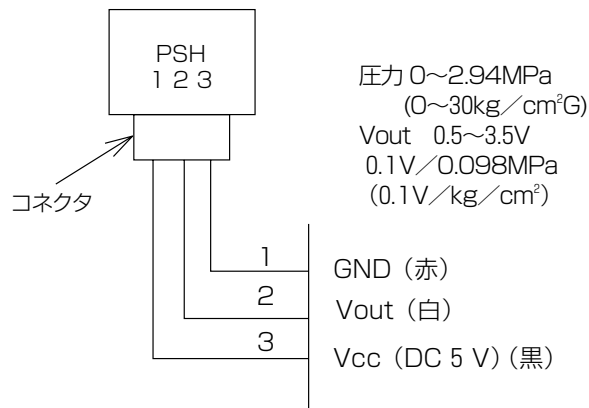 PSH
1 2 3
コネクタ
圧力 0～2.94MPa
(0～30kg／cm²G)
Vout 0.5～3.5V
0.1V／0.098MPa
（0.1V／kg／cm²）
1
GND（赤）
2
Vout（白）
3
Vcc（DC 5 V）（黒）